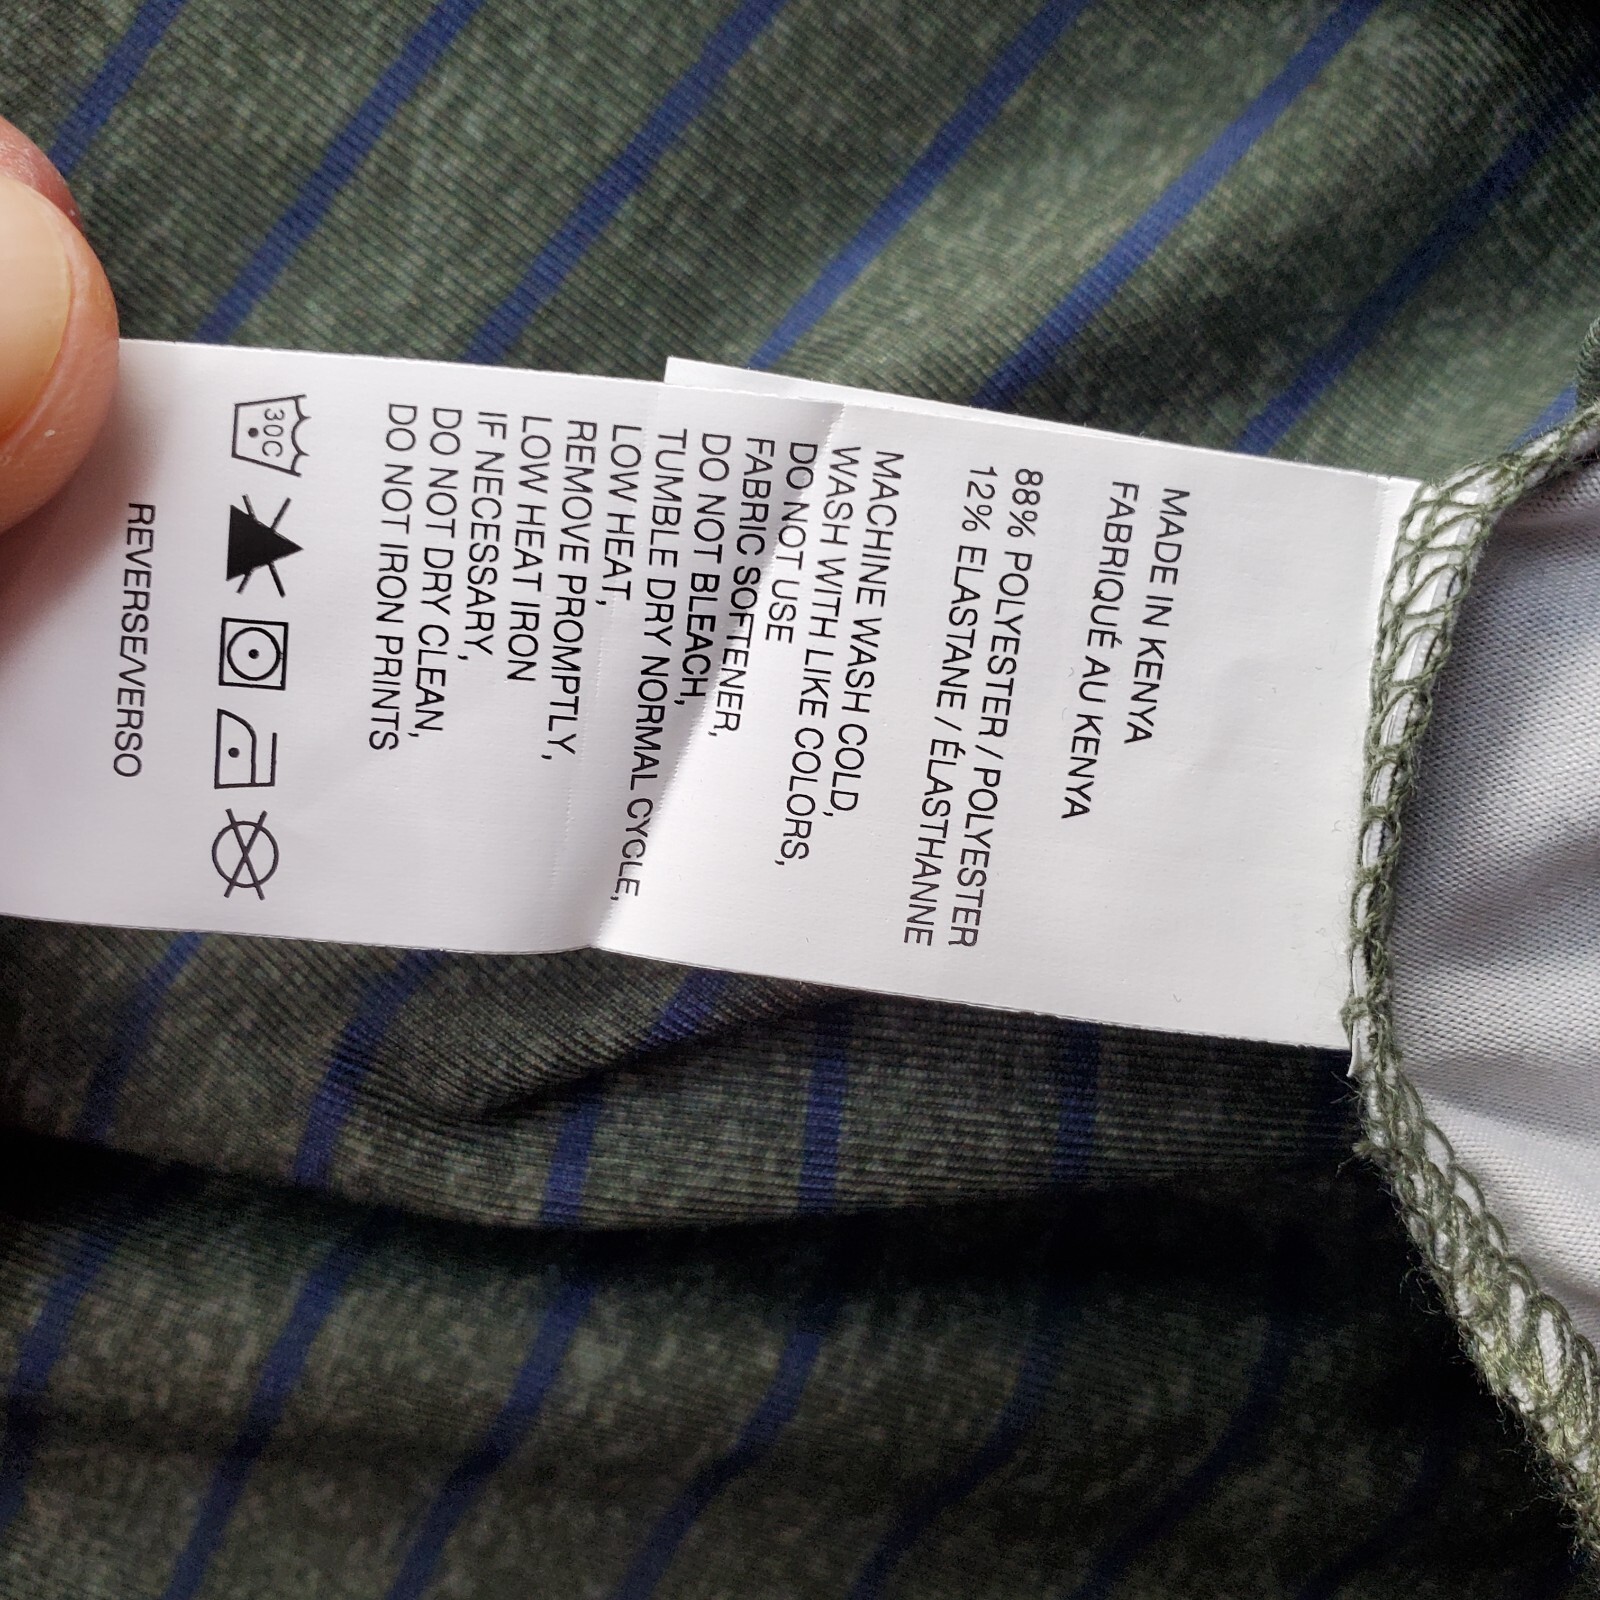 MADE IN KENYA
FABRIQUÉ AU KENYA
88% POLYESTER / POLYESTER
12% ELASTANE / ÉLASTHANNE
MACHINE WASH COLD,
WASH WITH LIKE COLORS,
DO NOT USE
FABRIC SOFTENER,
DO NOT BLEACH,
TUMBLE DRY NORMAL CYCLE,
LOW HEAT,
REMOVE PROMPTLY,
LOW HEAT IRON
IF NECESSARY,
DO NOT DRY CLEAN,
DO NOT IRON PRINTS
30C
REVERSE/VERSO